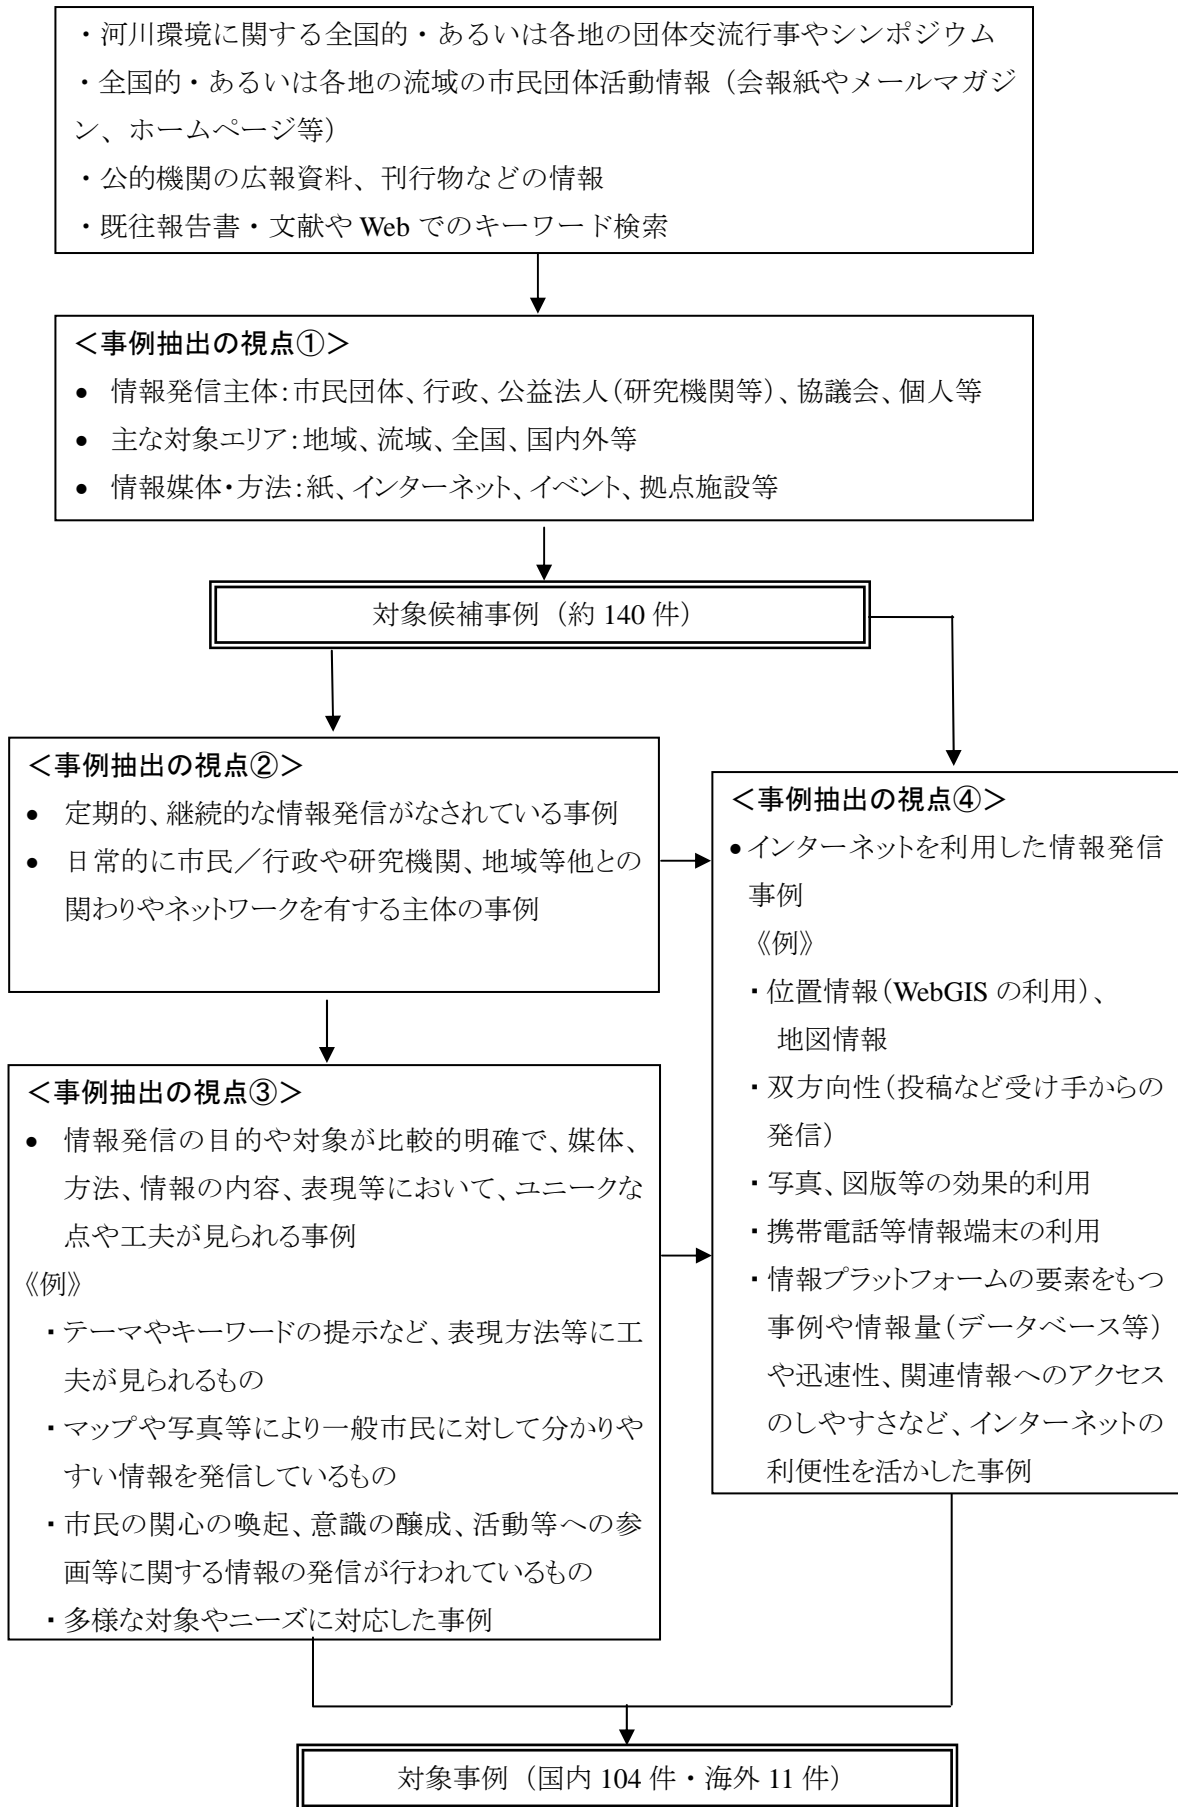 ・河川環境に関する全国的・あるいは各地の団体交流行事やシンポジウム
・全国的・あるいは各地の流域の市民団体活動情報（会報紙やメールマガジ
ン、ホームページ等）
・公的機関の広報資料、刊行物などの情報
・既往報告書・文献や Web でのキーワード検索
＜事例抽出の視点①＞
● 情報発信主体：市民団体、行政、公益法人（研究機関等）、協議会、個人等
● 主な対象エリア：地域、流域、全国、国内外等
● 情報媒体・方法：紙、インターネット、イベント、拠点施設等
対象候補事例（約 140 件）
＜事例抽出の視点②＞
● 定期的、継続的な情報発信がなされている事例
● 日常的に市民／行政や研究機関、地域等他との
関わりやネットワークを有する主体の事例
＜事例抽出の視点③＞
● 情報発信の目的や対象が比較的明確で、媒体、
方法、情報の内容、表現等において、ユニークな
点や工夫が見られる事例
《例》
・テーマやキーワードの提示など、表現方法等に工
夫が見られるもの
・マップや写真等により一般市民に対して分かりや
すい情報を発信しているもの
・市民の関心の喚起、意識の醸成、活動等への参
画等に関する情報の発信が行われているもの
・多様な対象やニーズに対応した事例
＜事例抽出の視点④＞
●インターネットを利用した情報発信
事例
《例》
・位置情報（WebGIS の利用）、
地図情報
・双方向性（投稿など受け手からの
発信）
・写真、図版等の効果的利用
・携帯電話等情報端末の利用
・情報プラットフォームの要素をもつ
事例や情報量（データベース等）
や迅速性、関連情報へのアクセス
のしやすさなど、インターネットの
利便性を活かした事例
対象事例（国内 104 件・海外 11 件）